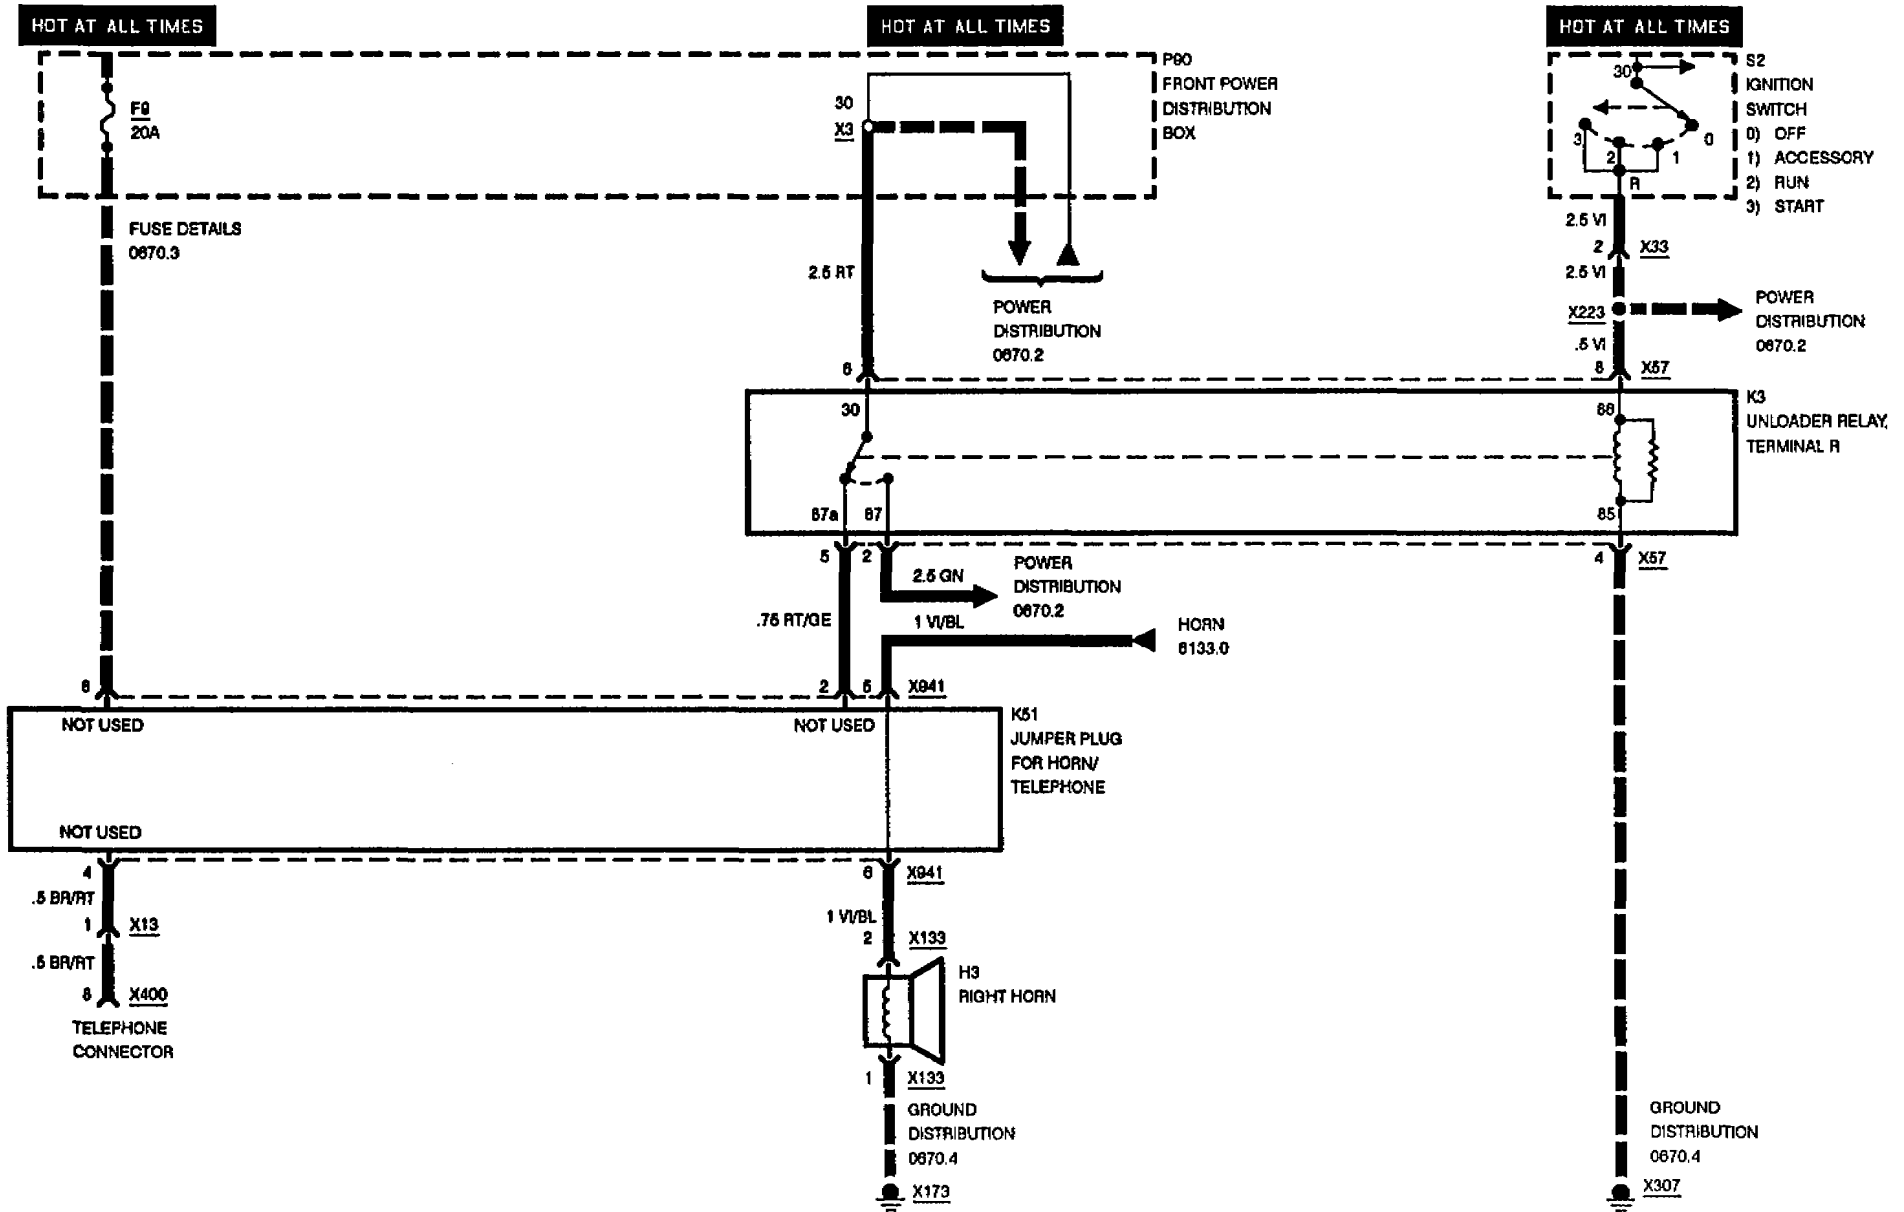 HOT AT ALL TIMES
HOT AT ALL TIMES
HOT AT ALL TIMES
F9
20A
30
X3
P90
FRONT POWER
DISTRIBUTION
BOX
30
3
2
1
0
R
S2
IGNITION
SWITCH
0) OFF
1) ACCESSORY
2) RUN
3) START
FUSE DETAILS
0670.3
2.5 RT
POWER
DISTRIBUTION
0670.2
2.5 VI
2
X33
2.5 VI
X223
POWER
DISTRIBUTION
0670.2
.5 VI
6
8
X57
30
86
K3
UNLOADER RELAY,
TERMINAL R
87a
87
85
5
2
4
X57
2.5 GN
POWER
DISTRIBUTION
0670.2
.75 RT/GE
1 VI/BL
HORN
6133.0
6
2
5
X941
NOT USED
NOT USED
K51
JUMPER PLUG
FOR HORN/
TELEPHONE
NOT USED
4
6
X941
.5 BR/RT
1
X13
.5 BR/RT
8
X400
TELEPHONE
CONNECTOR
1 VI/BL
2
X133
H3
RIGHT HORN
1
X133
GROUND
DISTRIBUTION
0670.4
X173
GROUND
DISTRIBUTION
0670.4
X307